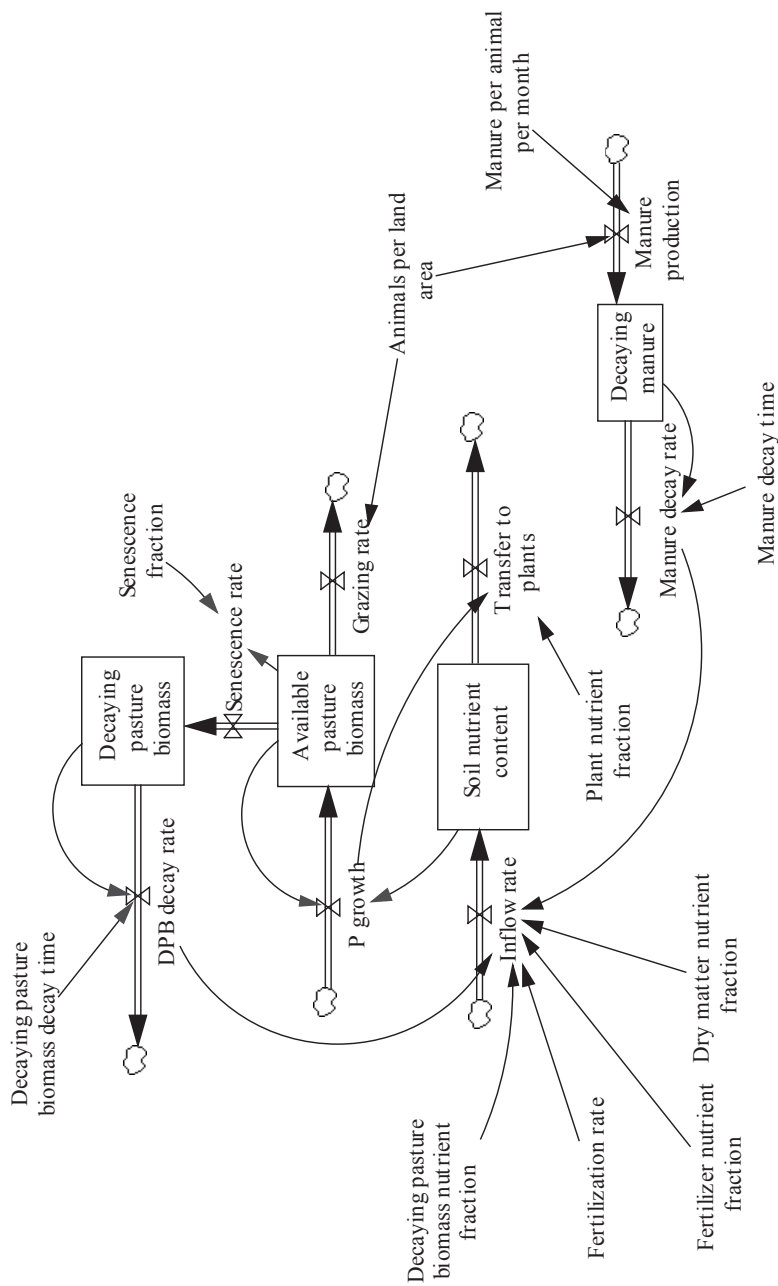 Decaying pasture
biomass decay time
DPB decay rate
Decaying
pasture
biomass
Senescence
fraction
Senescence rate
P growth
Available
pasture
biomass
Grazing rate
Animals per land
area
Decaying pasture
biomass nutrient
fraction
Fertilization rate
Fertilizer nutrient
fraction
Dry matter nutrient
fraction
Inflow rate
Soil nutrient
content
Transfer to
plants
Plant nutrient
fraction
Manure per animal
per month
Manure
production
Decaying
manure
Manure decay rate
Manure decay time